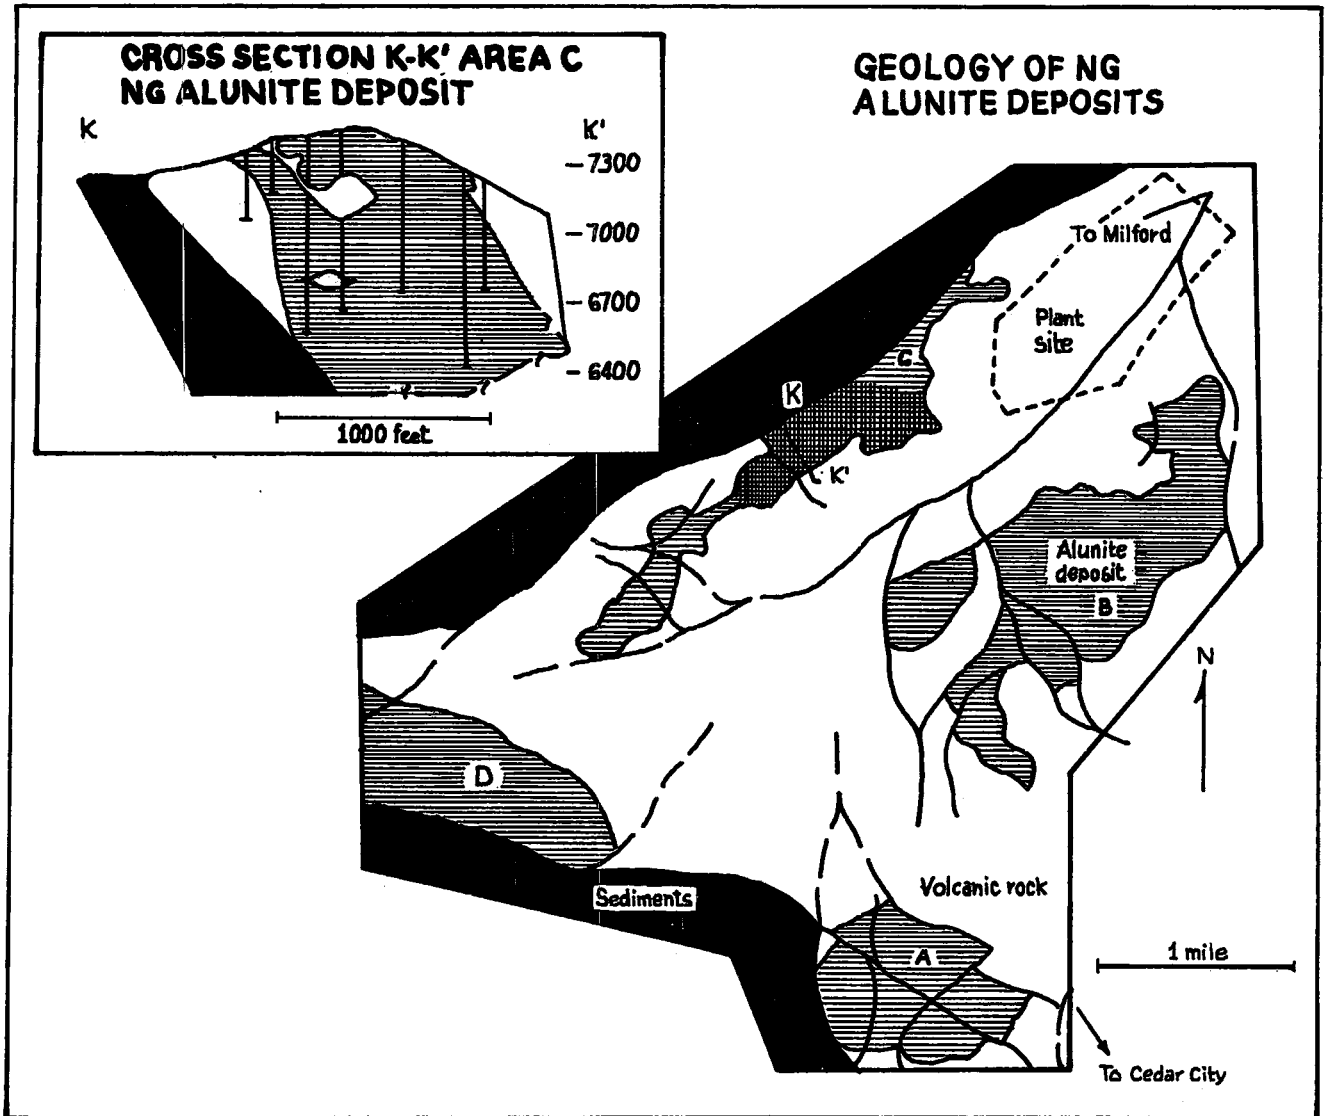 CROSS SECTION K-K' AREA C
NG ALUNITE DEPOSIT
K
K'
7300
7000
6700
6400
1000 feet
GEOLOGY OF NG
ALUNITE DEPOSITS
To Milford
Plant
site
C
K
K'
Alunite
deposit
B
N
D
Sediments
Volcanic rock
A
1 mile
To Cedar City